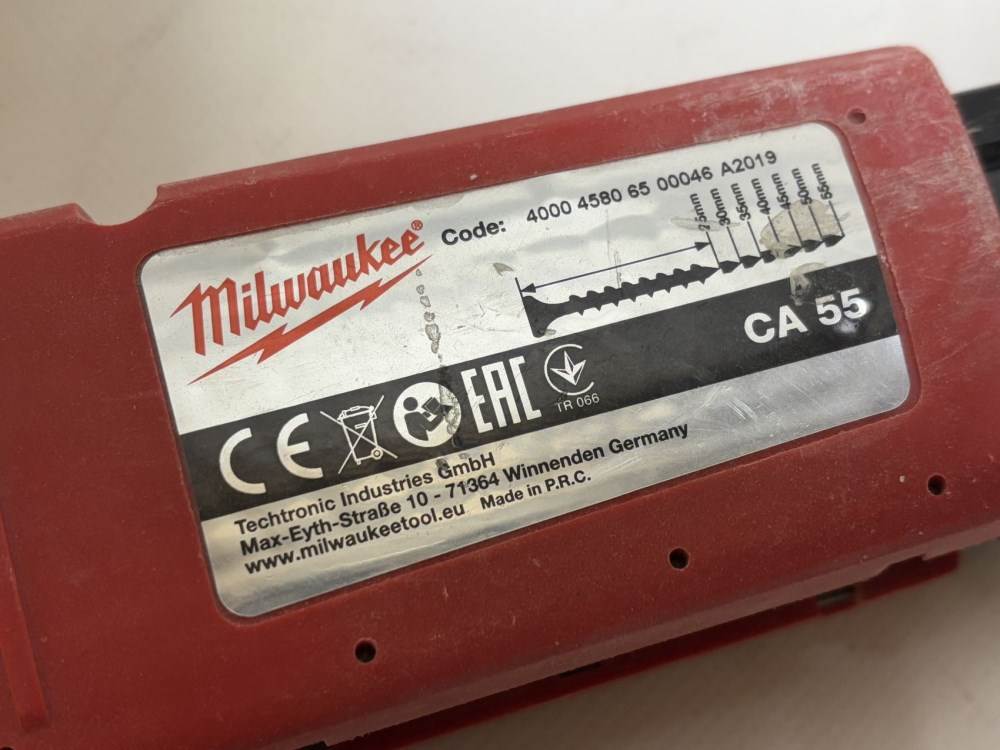 Milwaukee®
Code: 4000 4580 65 00046 A2019
25mm
30mm
35mm
40mm
45mm
50mm
55mm
CA 55
CE
EAC
TR 066
Techtronic Industries GmbH
Max-Eyth-Straße 10 - 71364 Winnenden Germany
www.milwaukeetool.eu Made in P.R.C.